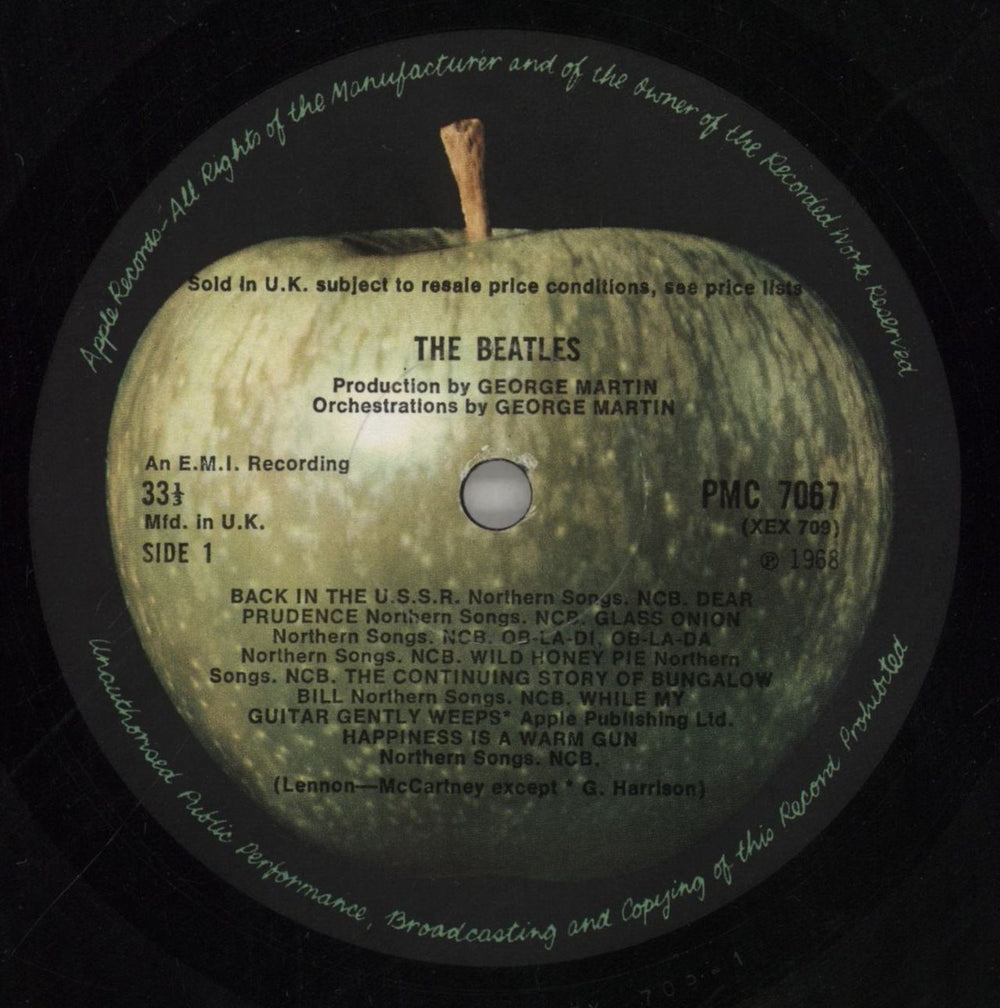 Apple Records-All Rights of the Manufacturer and of the Owner of the Recorded Work Reserved
Sold in U.K. subject to resale price conditions, see price lists
THE BEATLES
Production by GEORGE MARTIN
Orchestrations by GEORGE MARTIN
An E.M.I. Recording
33⅓
Mfd. in U.K.
SIDE 1
PMC 7067
(XEX 709)
℗ 1968
BACK IN THE U.S.S.R. Northern Songs. NCB. DEAR
PRUDENCE Northern Songs. NCB. GLASS ONION
Northern Songs. NCB. OB-LA-DI, OB-LA-DA
Northern Songs. NCB. WILD HONEY PIE Northern
Songs. NCB. THE CONTINUING STORY OF BUNGALOW
BILL Northern Songs. NCB. WHILE MY
GUITAR GENTLY WEEPS* Apple Publishing Ltd.
HAPPINESS IS A WARM GUN
Northern Songs. NCB.
(Lennon—McCartney except * G. Harrison)
Unauthorised Public Performance, Broadcasting and Copying of this Record Prohibited